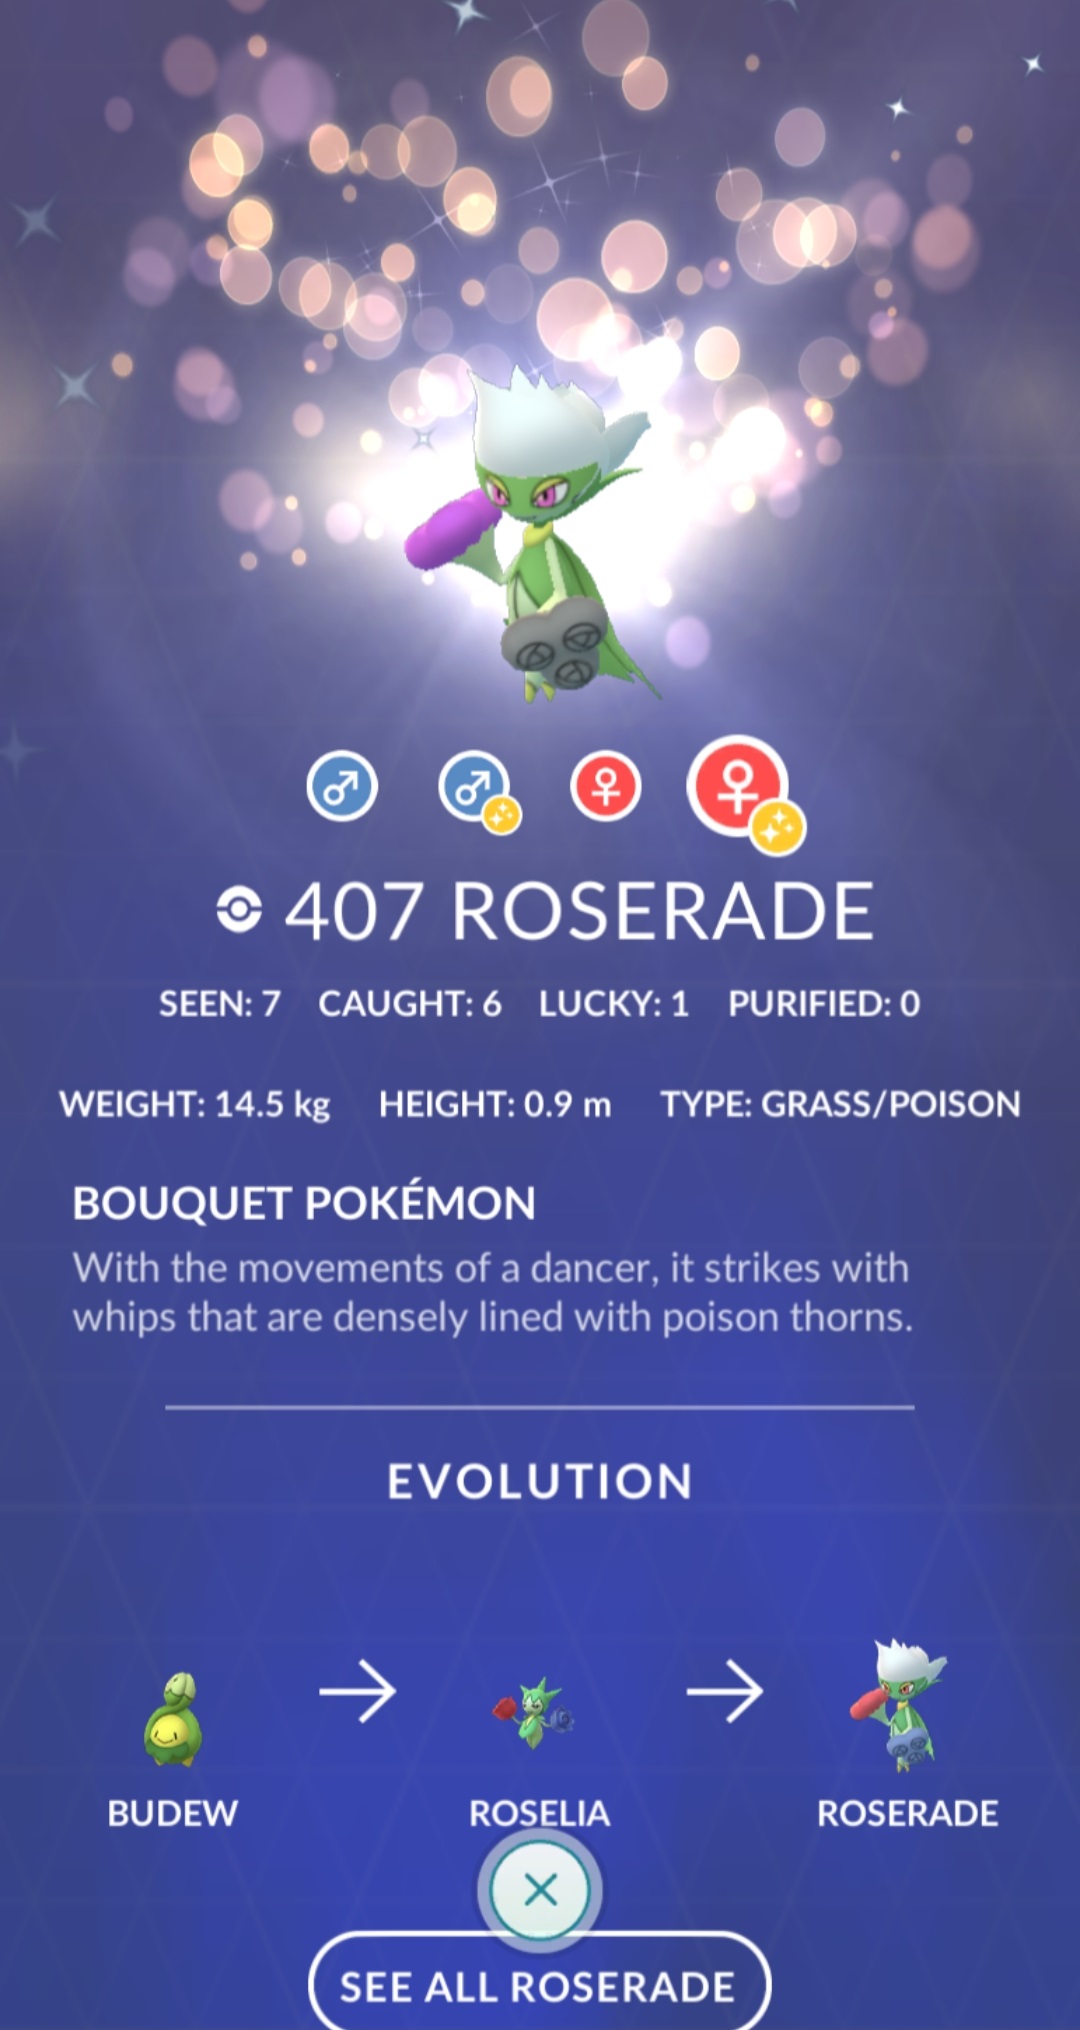 407 ROSERADE
SEEN: 7 CAUGHT: 6 LUCKY: 1 PURIFIED: 0
WEIGHT: 14.5 kg HEIGHT: 0.9 m TYPE: GRASS/POISON
BOUQUET POKÉMON
With the movements of a dancer, it strikes with
whips that are densely lined with poison thorns.
EVOLUTION
BUDEW ROSELIA ROSERADE
SEE ALL ROSERADE